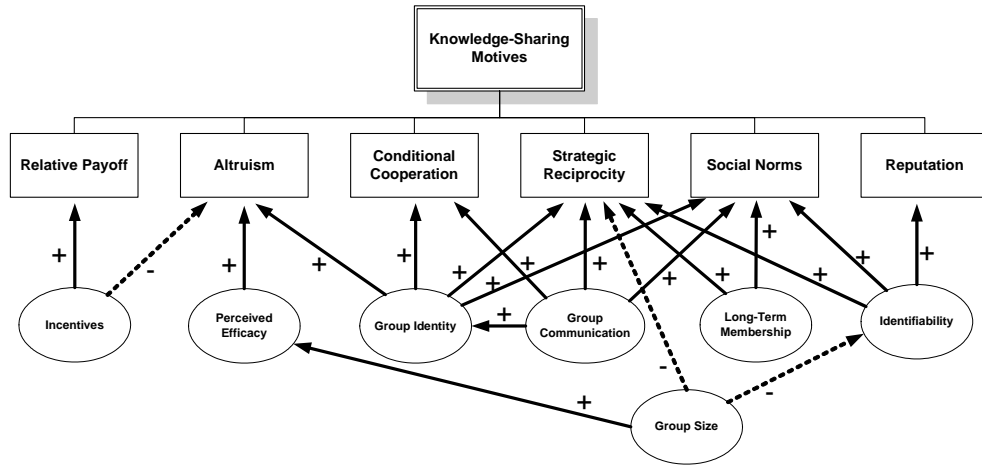 Knowledge-Sharing
Motives
Relative Payoff
Altruism
Conditional
Cooperation
Strategic
Reciprocity
Social Norms
Reputation
+
-
+
+
+
+
+
+
+
+
+
+
+
+
+
+
Incentives
Perceived
Efficacy
Group Identity
+
Group
Communication
Long-Term
Membership
Identifiability
-
-
+
Group Size